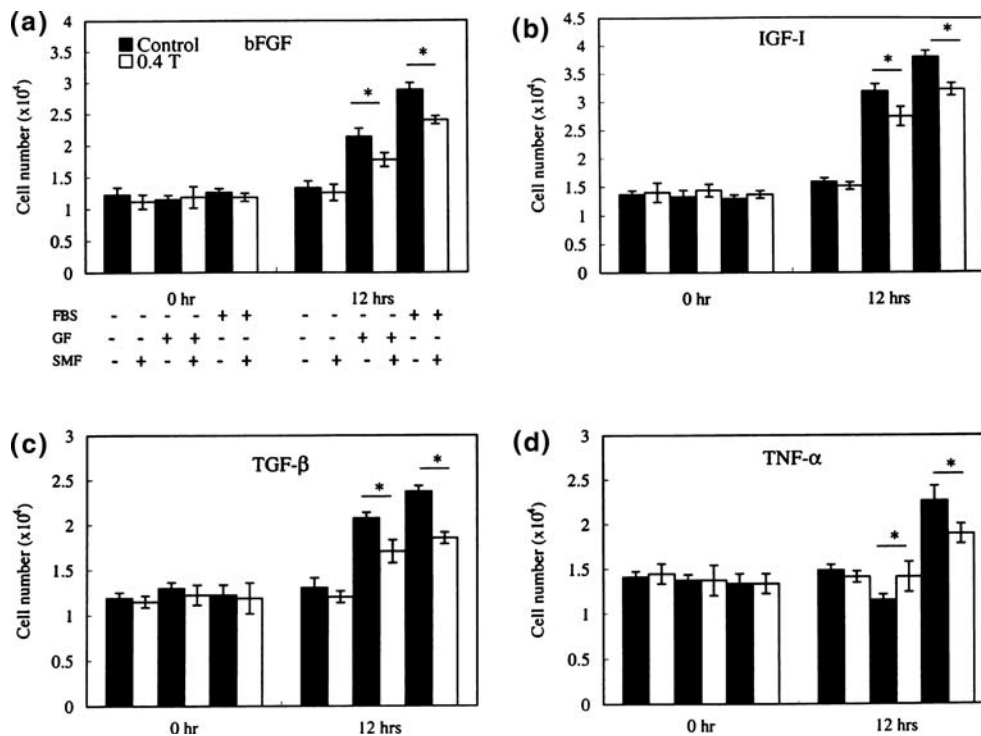 (a)
bFGF
Control
0.4 T
*
*
Cell number (x10⁴)
4
3.5
3
2.5
2
1.5
1
0.5
0
0 hr
12 hrs
FBS - - - - + + - - - - + +
GF - - + + - - - - + + - -
SMF - + - + - + - + - + - +
(b)
IGF-I
*
*
Cell number (x10⁴)
4.5
4
3.5
3
2.5
2
1.5
1
0.5
0
0 hr
12 hrs
(c)
TGF-β
*
*
Cell number (x10⁴)
3
2.5
2
1.5
1
0.5
0
0 hr
12 hrs
(d)
TNF-α
*
*
Cell number (x10⁴)
3
2.5
2
1.5
1
0.5
0
0 hr
12 hrs